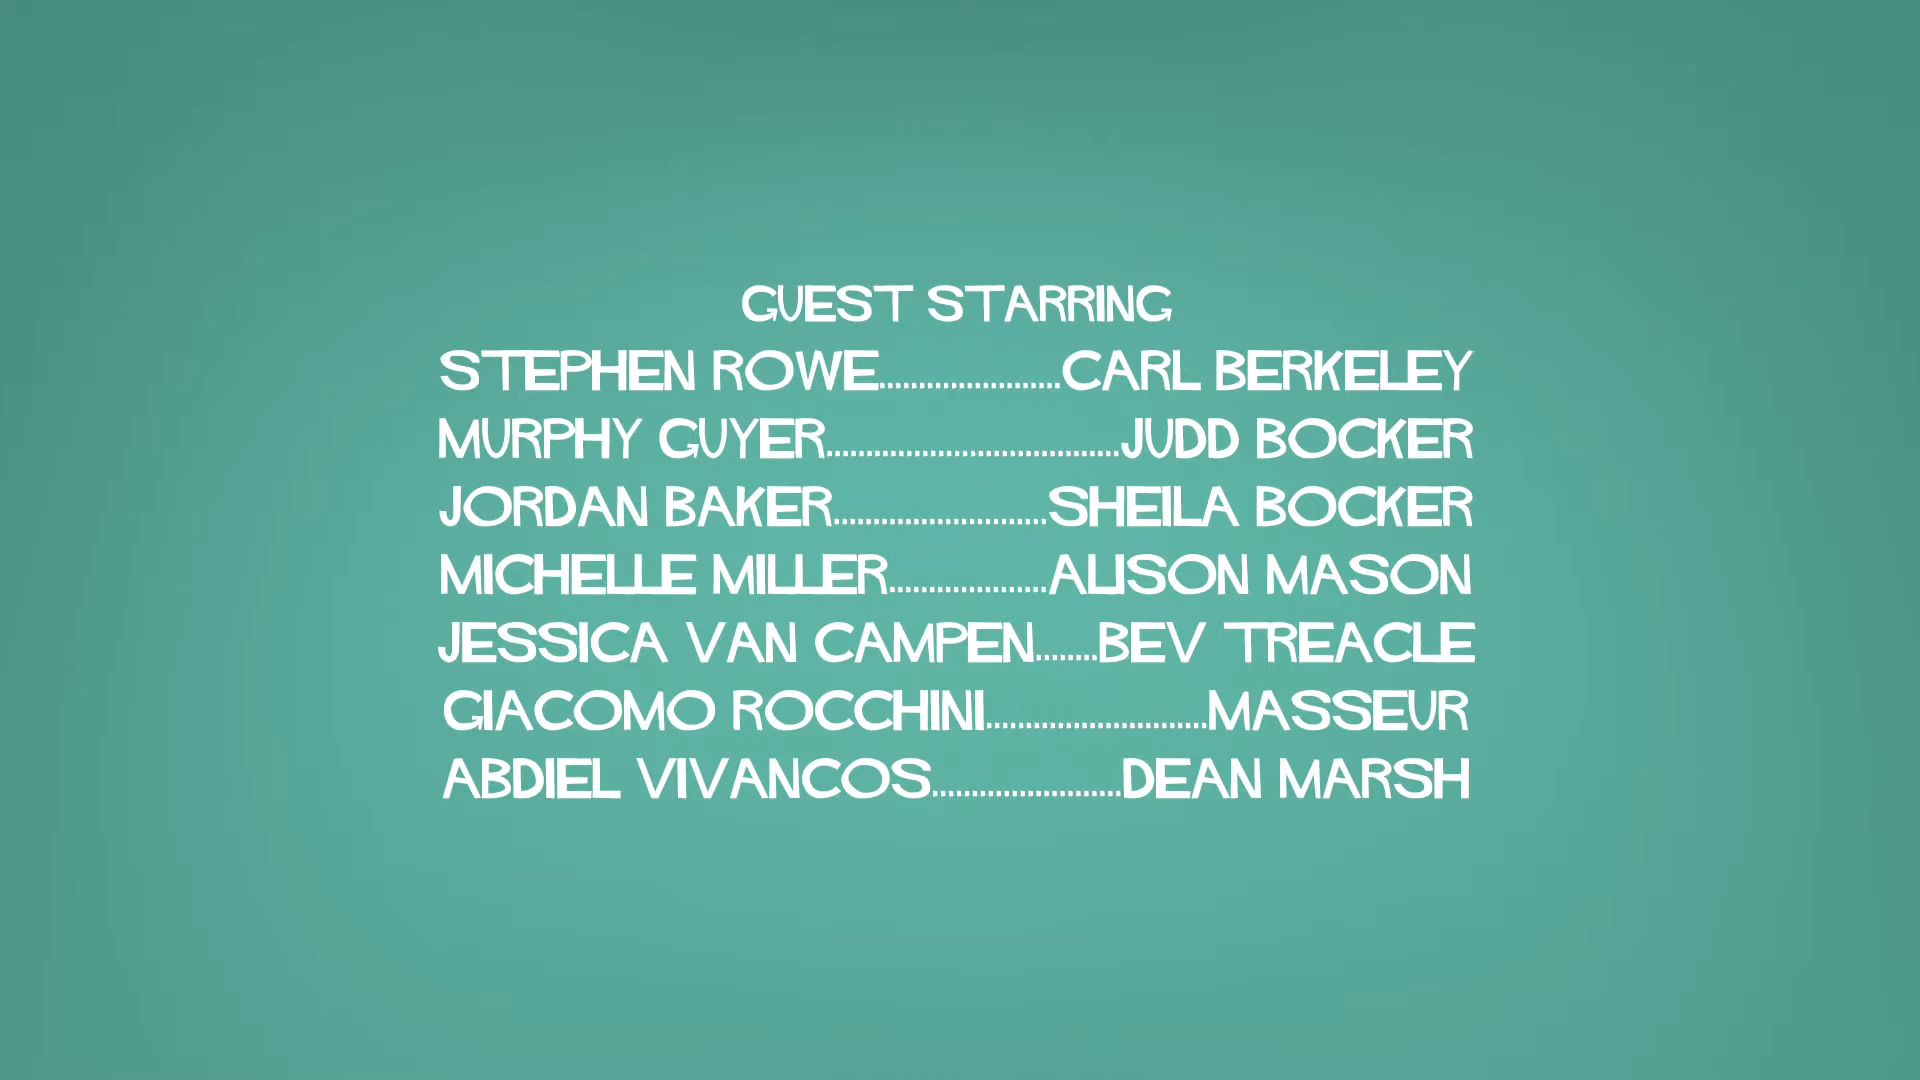 GUEST STARRING
STEPHEN ROWE.......................CARL BERKELEY
MURPHY GUYER.....................................JUDD BOCKER
JORDAN BAKER...........................SHEILA BOCKER
MICHELLE MILLER....................ALISON MASON
JESSICA VAN CAMPEN........BEV TREACLE
GIACOMO ROCCHINI............................MASSEUR
ABDIEL VIVANCOS........................DEAN MARSH